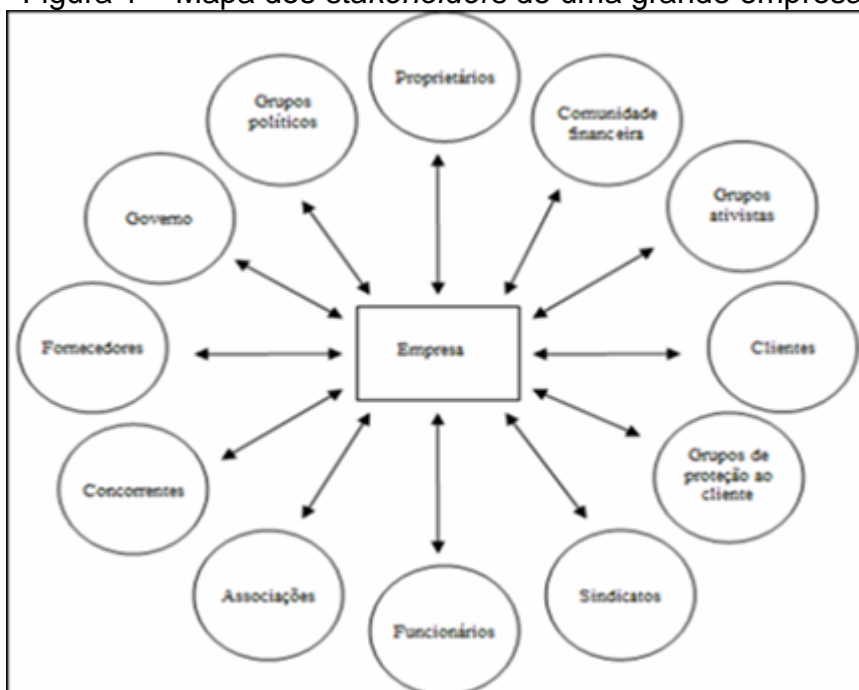 Figura 1 – Mapa dos stakeholders de uma grande empresa
Proprietários
Grupos
políticos
Comunidade
financeira
Grupos
ativistas
Governo
Fornecedores
Empresa
Clientes
Concorrentes
Grupos de
proteção ao
cliente
Associações
Sindicatos
Funcionários